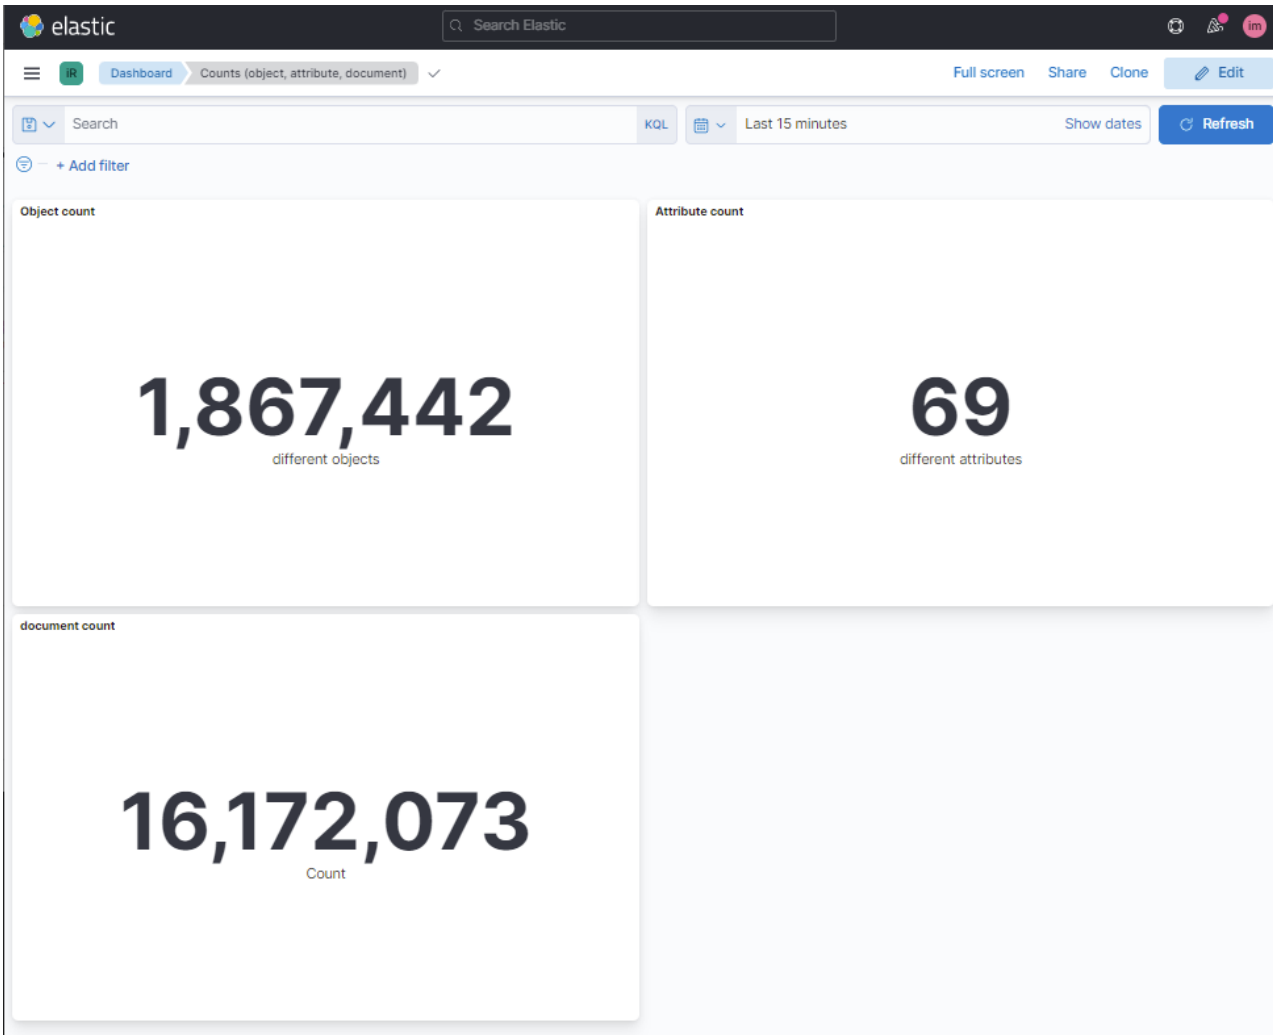 elastic
Search Elastic
im
iR
Dashboard
Counts (object, attribute, document)
Full screen
Share
Clone
Edit
Search
KQL
Last 15 minutes
Show dates
Refresh
+ Add filter
Object count
1,867,442
different objects
Attribute count
69
different attributes
document count
16,172,073
Count